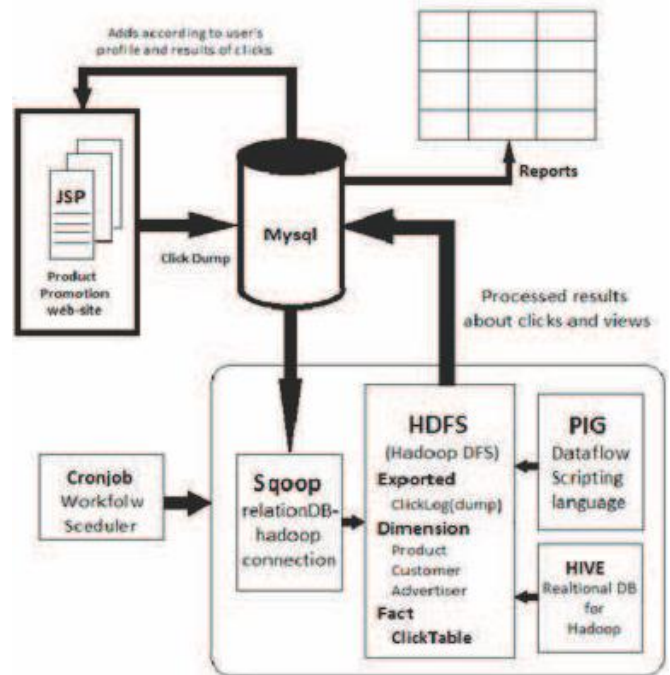 Adds according to user's
profile and results of clicks
JSP
Product
Promotion
web-site
Click Dump
Mysql
Reports
Processed results
about clicks and views
Cronjob
Workfolw
Sceduler
Sqoop
relationDB-
hadoop
connection
HDFS
(Hadoop DFS)
Exported
ClickLog(dump)
Dimension
Product
Customer
Advertiser
Fact
ClickTable
PIG
Dataflow
Scripting
language
HIVE
Realtional DB
for
Hadoop